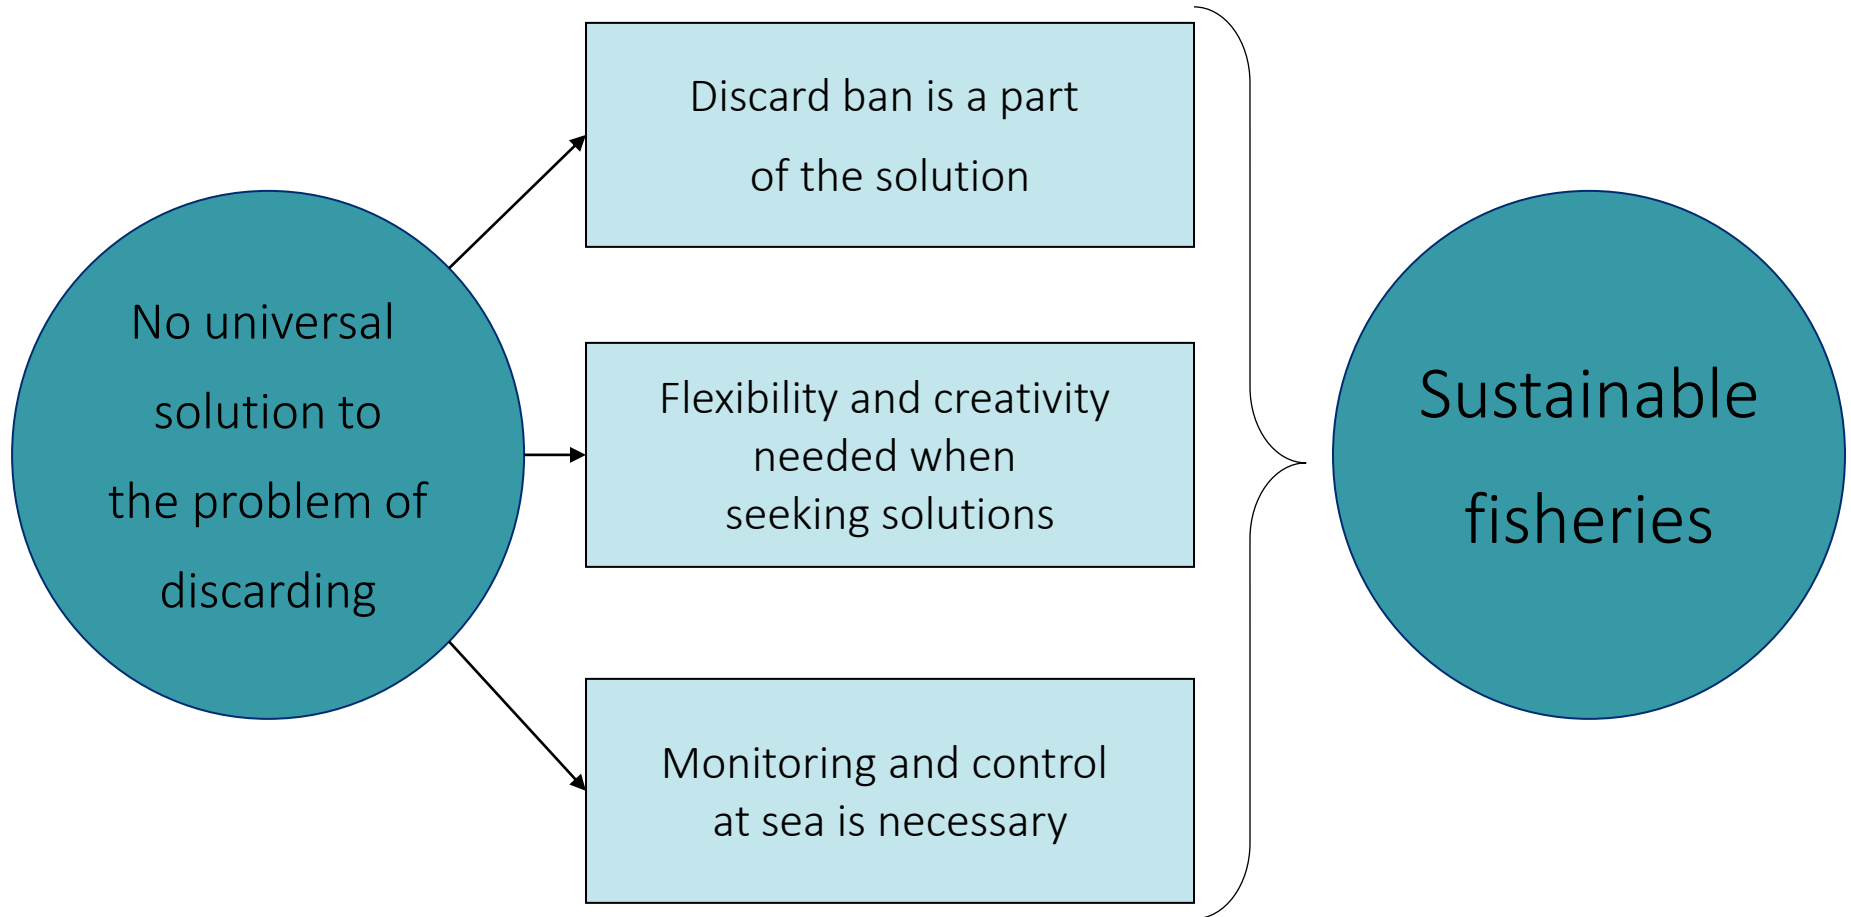 No universal
solution to
the problem of
discarding
Discard ban is a part
of the solution
Flexibility and creativity
needed when
seeking solutions
Monitoring and control
at sea is necessary
Sustainable
fisheries